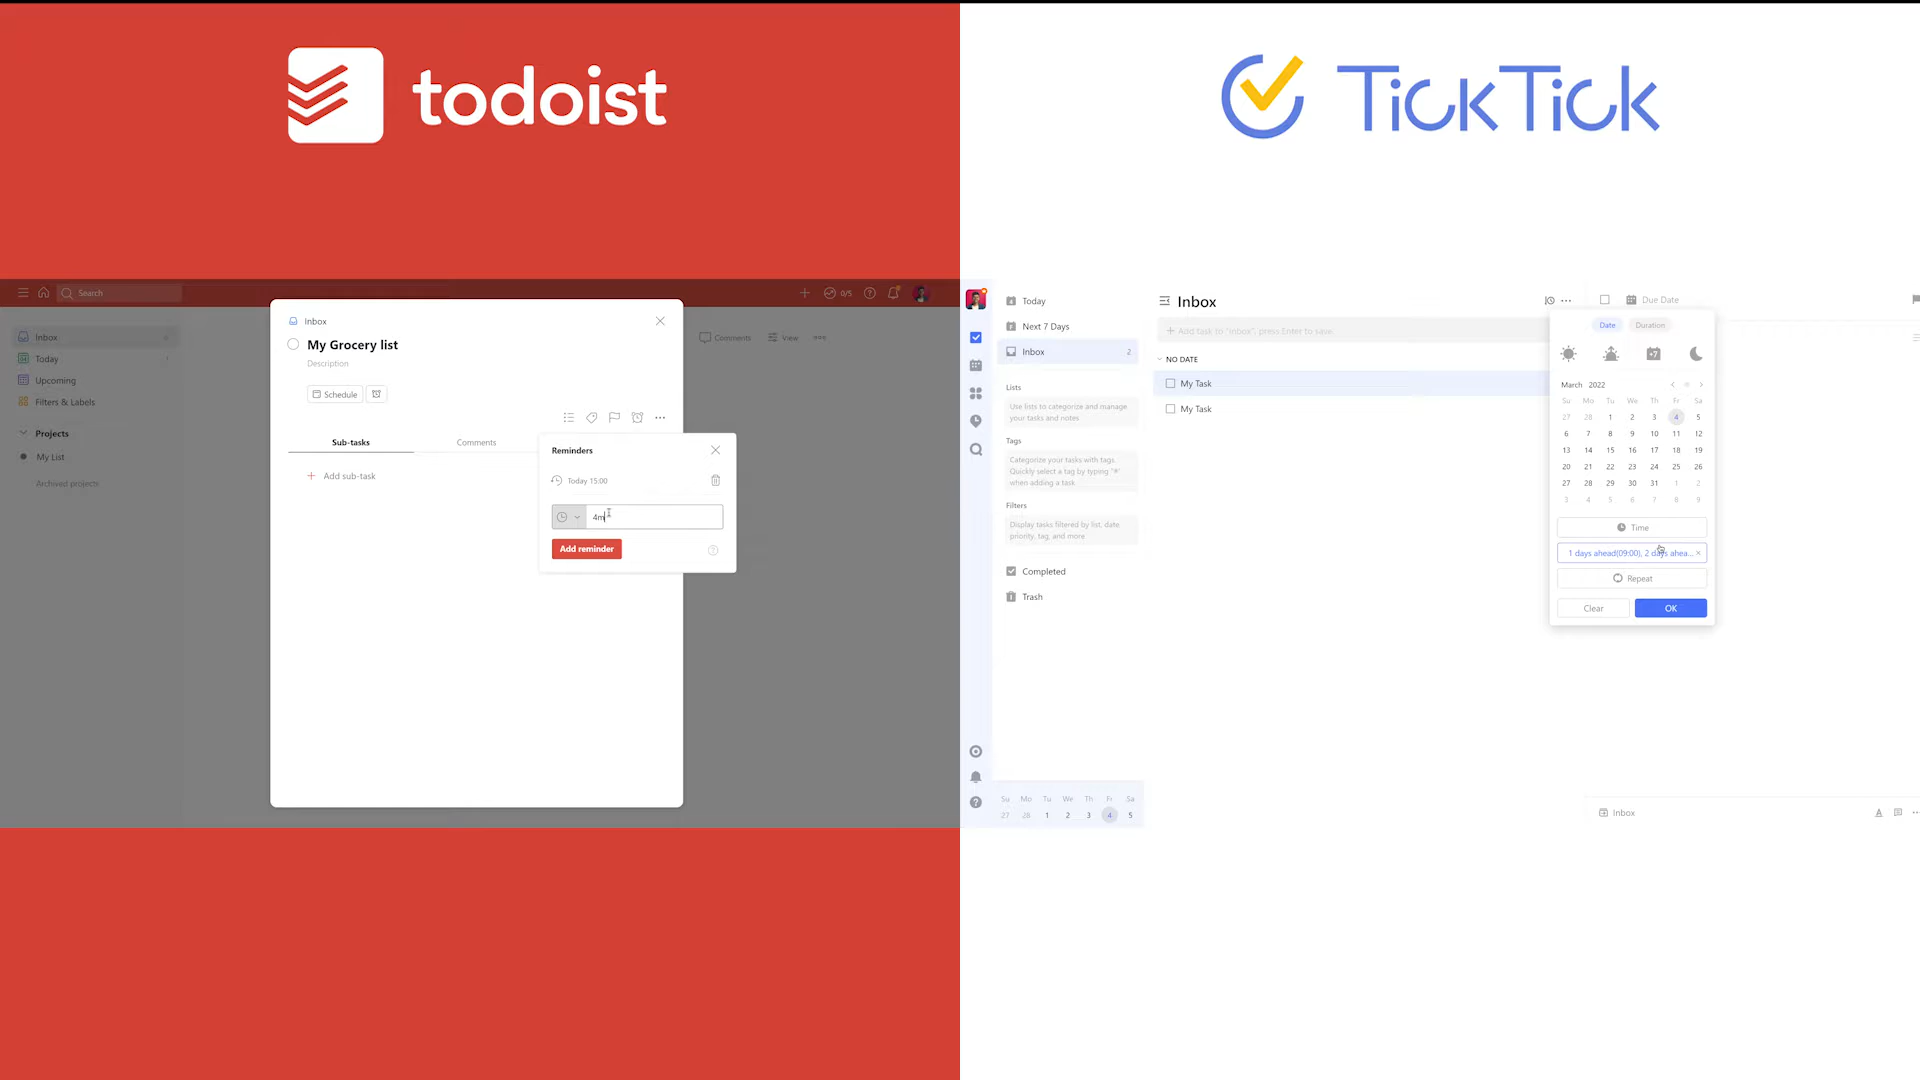 todoist
TickTick
Search
0/5
Inbox
Today
Upcoming
Filters & Labels
Projects
My List
Archived projects
Comments
View
Inbox
My Grocery list
Description
Schedule
Sub-tasks
Comments
Add sub-task
Reminders
Today 15:00
4m
Add reminder
Today
Next 7 Days
Inbox 2
Lists
Use lists to categorize and manage
your tasks and notes
Tags
Categorize your tasks with tags.
Quickly select a tag by typing "#"
when adding a task
Filters
Display tasks filtered by list, date,
priority, tag, and more
Completed
Trash
Su Mo Tu We Th Fr Sa
27 28 1 2 3 4 5
Inbox
Add task to "Inbox", press Enter to save.
NO DATE
My Task
My Task
Due Date
Date Duration
+7
March 2022
Su Mo Tu We Th Fr Sa
27 28 1 2 3 4 5
6 7 8 9 10 11 12
13 14 15 16 17 18 19
20 21 22 23 24 25 26
27 28 29 30 31 1 2
3 4 5 6 7 8 9
Time
1 days ahead(09:00), 2 days ahea...
Repeat
Clear OK
Inbox